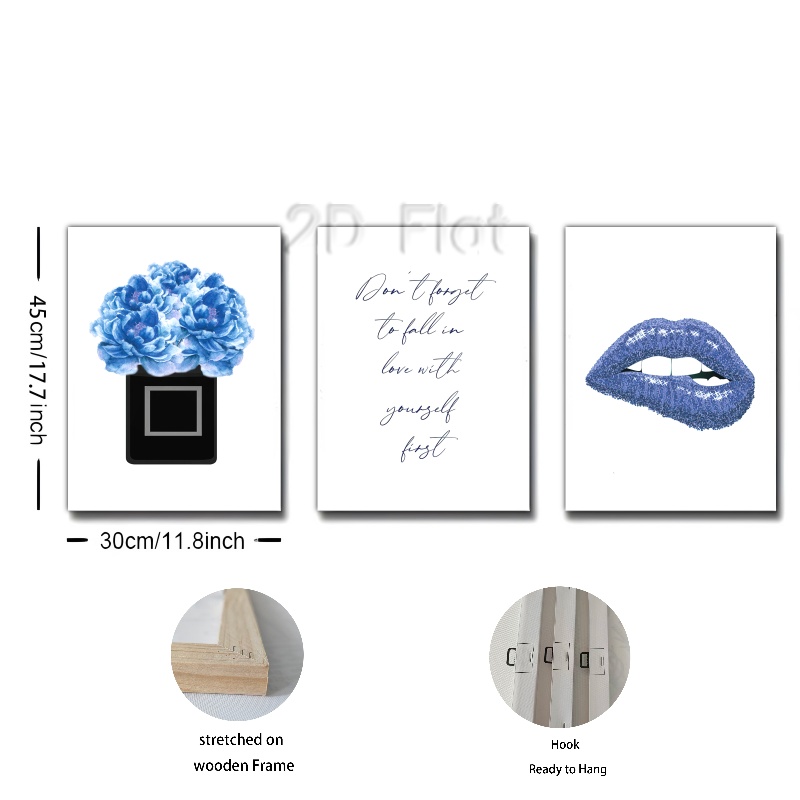 2D Flat
45cm/17.7inch
Don't forget
to fall in
love with
yourself
first
30cm/11.8inch
stretched on
wooden Frame
Hook
Ready to Hang